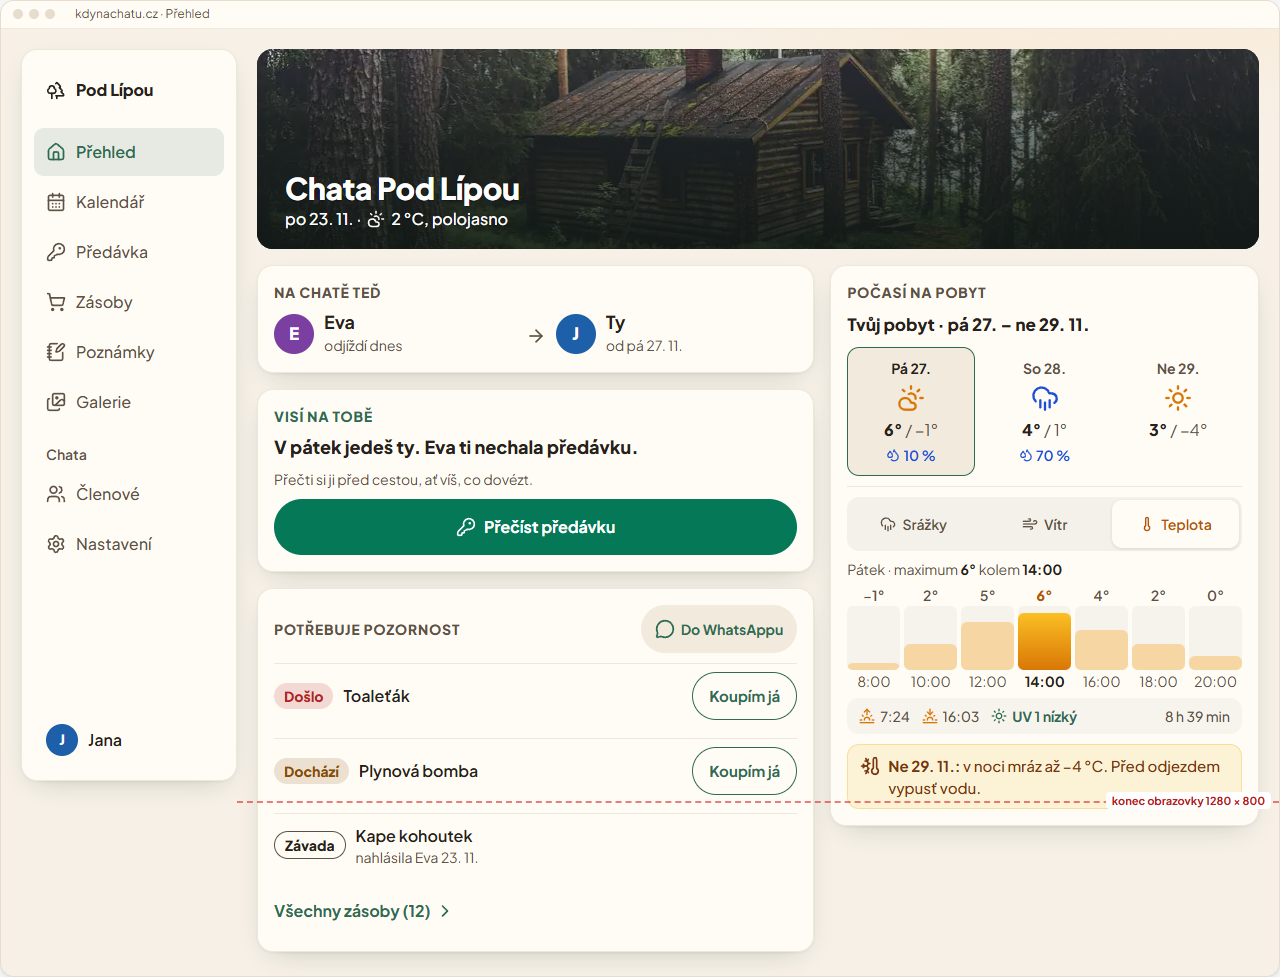 kdynachatu.cz · Přehled
Pod Lípou
Přehled
Kalendář
Předávka
Zásoby
Poznámky
Galerie
Chata
Členové
Nastavení
J
Jana
Chata Pod Lípou
po 23. 11. · 2 °C, polojasno
NA CHATĚ TEĎ
E
Eva
odjíždí dnes
J
Ty
od pá 27. 11.
VISÍ NA TOBĚ
V pátek jedeš ty. Eva ti nechala předávku.
Přečti si ji před cestou, ať víš, co dovézt.
Přečíst předávku
POTŘEBUJE POZORNOST
Do WhatsAppu
Došlo Toaleťák
Koupím já
Dochází Plynová bomba
Koupím já
Závada Kape kohoutek
nahlásila Eva 23. 11.
Všechny zásoby (12)
POČASÍ NA POBYT
Tvůj pobyt · pá 27. – ne 29. 11.
Pá 27. So 28. Ne 29.
6° / −1° 4° / 1° 3° / −4°
10 % 70 %
Srážky Vítr Teplota
Pátek · maximum 6° kolem 14:00
−1° 2° 5° 6° 4° 2° 0°
8:00 10:00 12:00 14:00 16:00 18:00 20:00
7:24 16:03 UV 1 nízký 8 h 39 min
Ne 29. 11.: v noci mráz až −4 °C. Před odjezdem
vypusť vodu.
konec obrazovky 1280 × 800